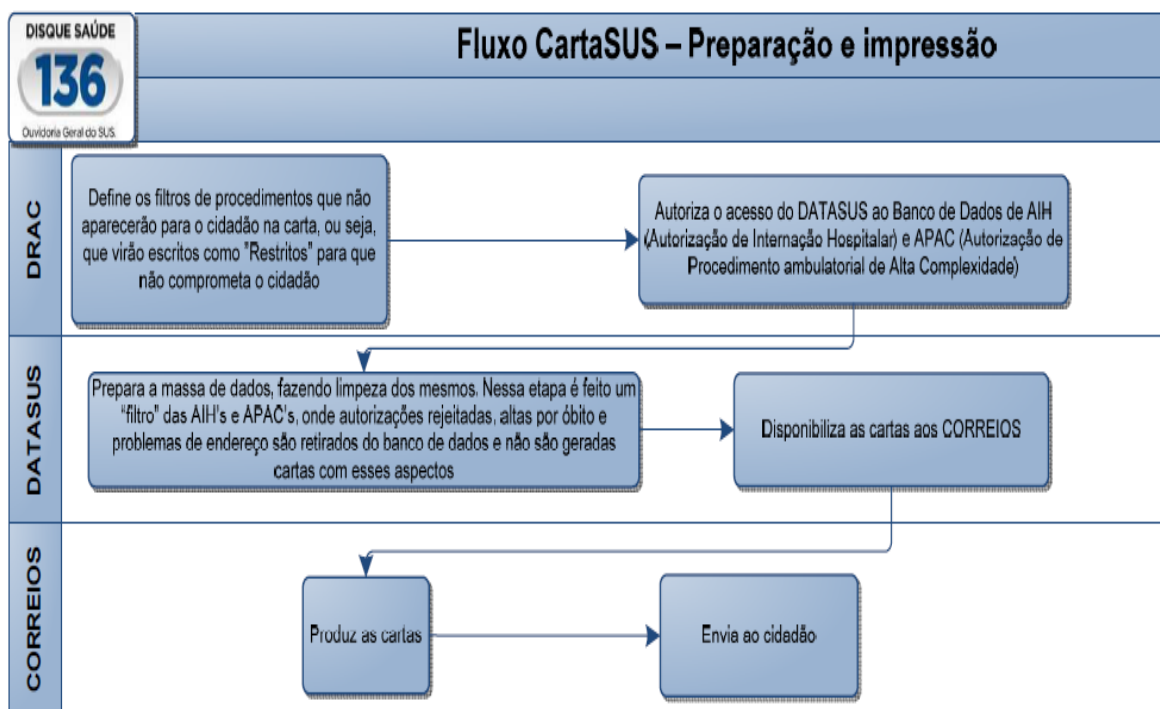 DISQUE SAÚDE
136
Ouvidoria Geral do SUS.
Fluxo CartaSUS – Preparação e impressão
DRAC
Define os filtros de procedimentos que não
aparecerão para o cidadão na carta, ou seja,
que virão escritos como "Restritos" para que
não comprometa o cidadão
Autoriza o acesso do DATASUS ao Banco de Dados de AIH
(Autorização de Internação Hospitalar) e APAC (Autorização de
Procedimento ambulatorial de Alta Complexidade)
DATASUS
Prepara a massa de dados, fazendo limpeza dos mesmos. Nessa etapa é feito um
“filtro” das AIH's e APAC's, onde autorizações rejeitadas, altas por óbito e
problemas de endereço são retirados do banco de dados e não são geradas
cartas com esses aspectos
Disponibiliza as cartas aos CORREIOS
CORREIOS
Produz as cartas
Envia ao cidadão